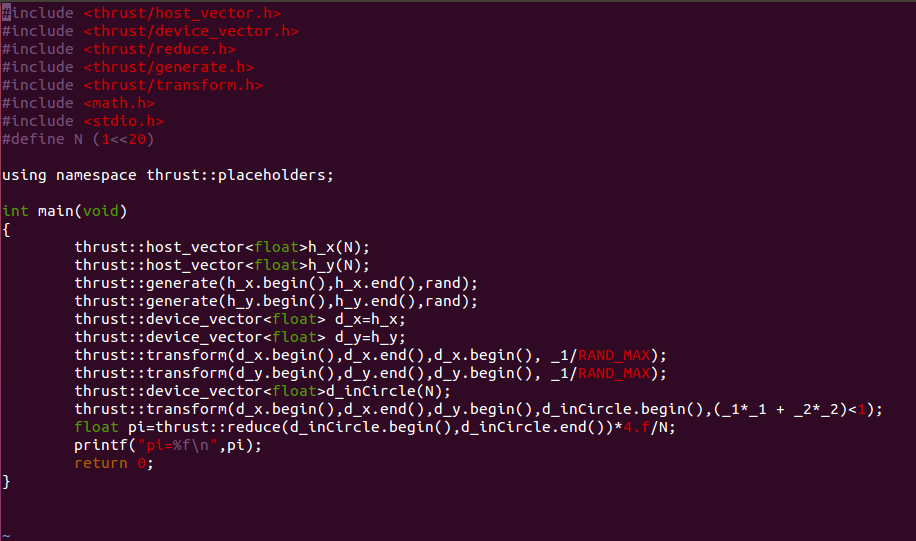 #include <thrust/host_vector.h>
#include <thrust/device_vector.h>
#include <thrust/reduce.h>
#include <thrust/generate.h>
#include <thrust/transform.h>
#include <math.h>
#include <stdio.h>
#define N (1<<20)
using namespace thrust::placeholders;
int main(void)
{
        thrust::host_vector<float>h_x(N);
        thrust::host_vector<float>h_y(N);
        thrust::generate(h_x.begin(),h_x.end(),rand);
        thrust::generate(h_y.begin(),h_y.end(),rand);
        thrust::device_vector<float> d_x=h_x;
        thrust::device_vector<float> d_y=h_y;
        thrust::transform(d_x.begin(),d_x.end(),d_x.begin(), _1/RAND_MAX);
        thrust::transform(d_y.begin(),d_y.end(),d_y.begin(), _1/RAND_MAX);
        thrust::device_vector<float>d_inCircle(N);
        thrust::transform(d_x.begin(),d_x.end(),d_y.begin(),d_inCircle.begin(),(_1*_1 + _2*_2)<1);
        float pi=thrust::reduce(d_inCircle.begin(),d_inCircle.end())*4.f/N;
        printf("pi=%f\n",pi);
        return 0;
}
~